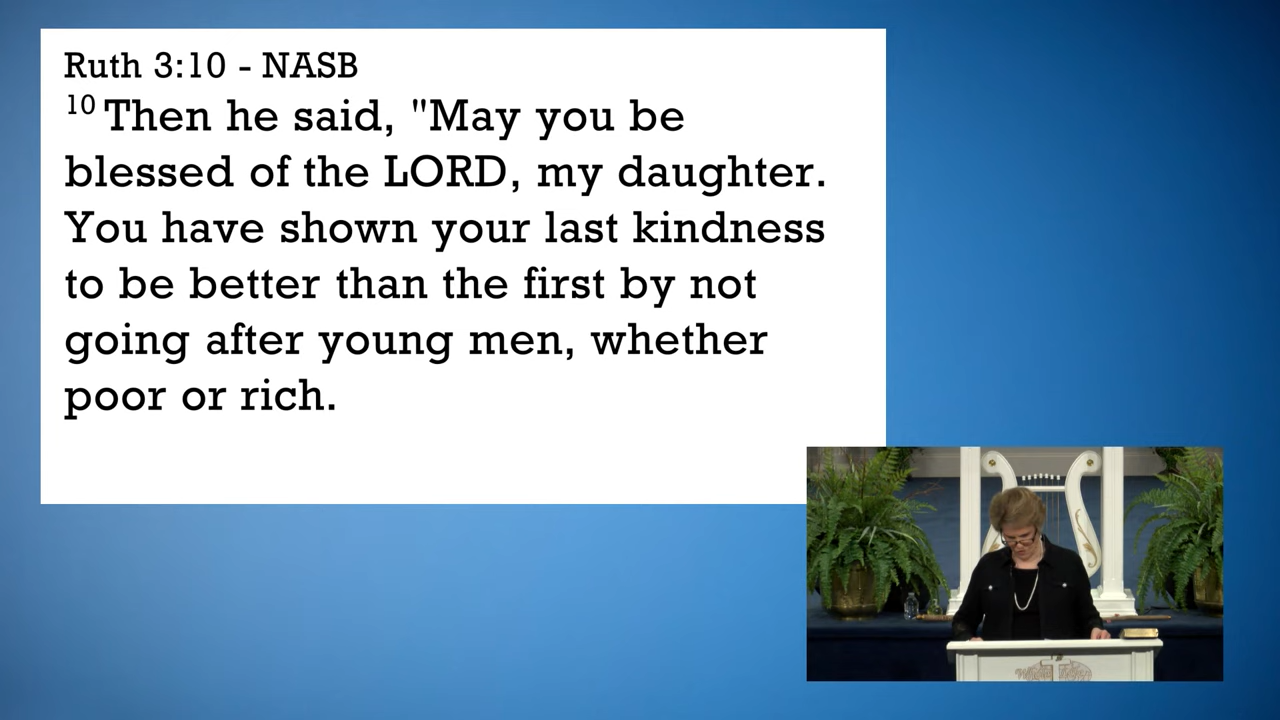 Ruth 3:10 - NASB
10 Then he said, "May you be
blessed of the LORD, my daughter.
You have shown your last kindness
to be better than the first by not
going after young men, whether
poor or rich.